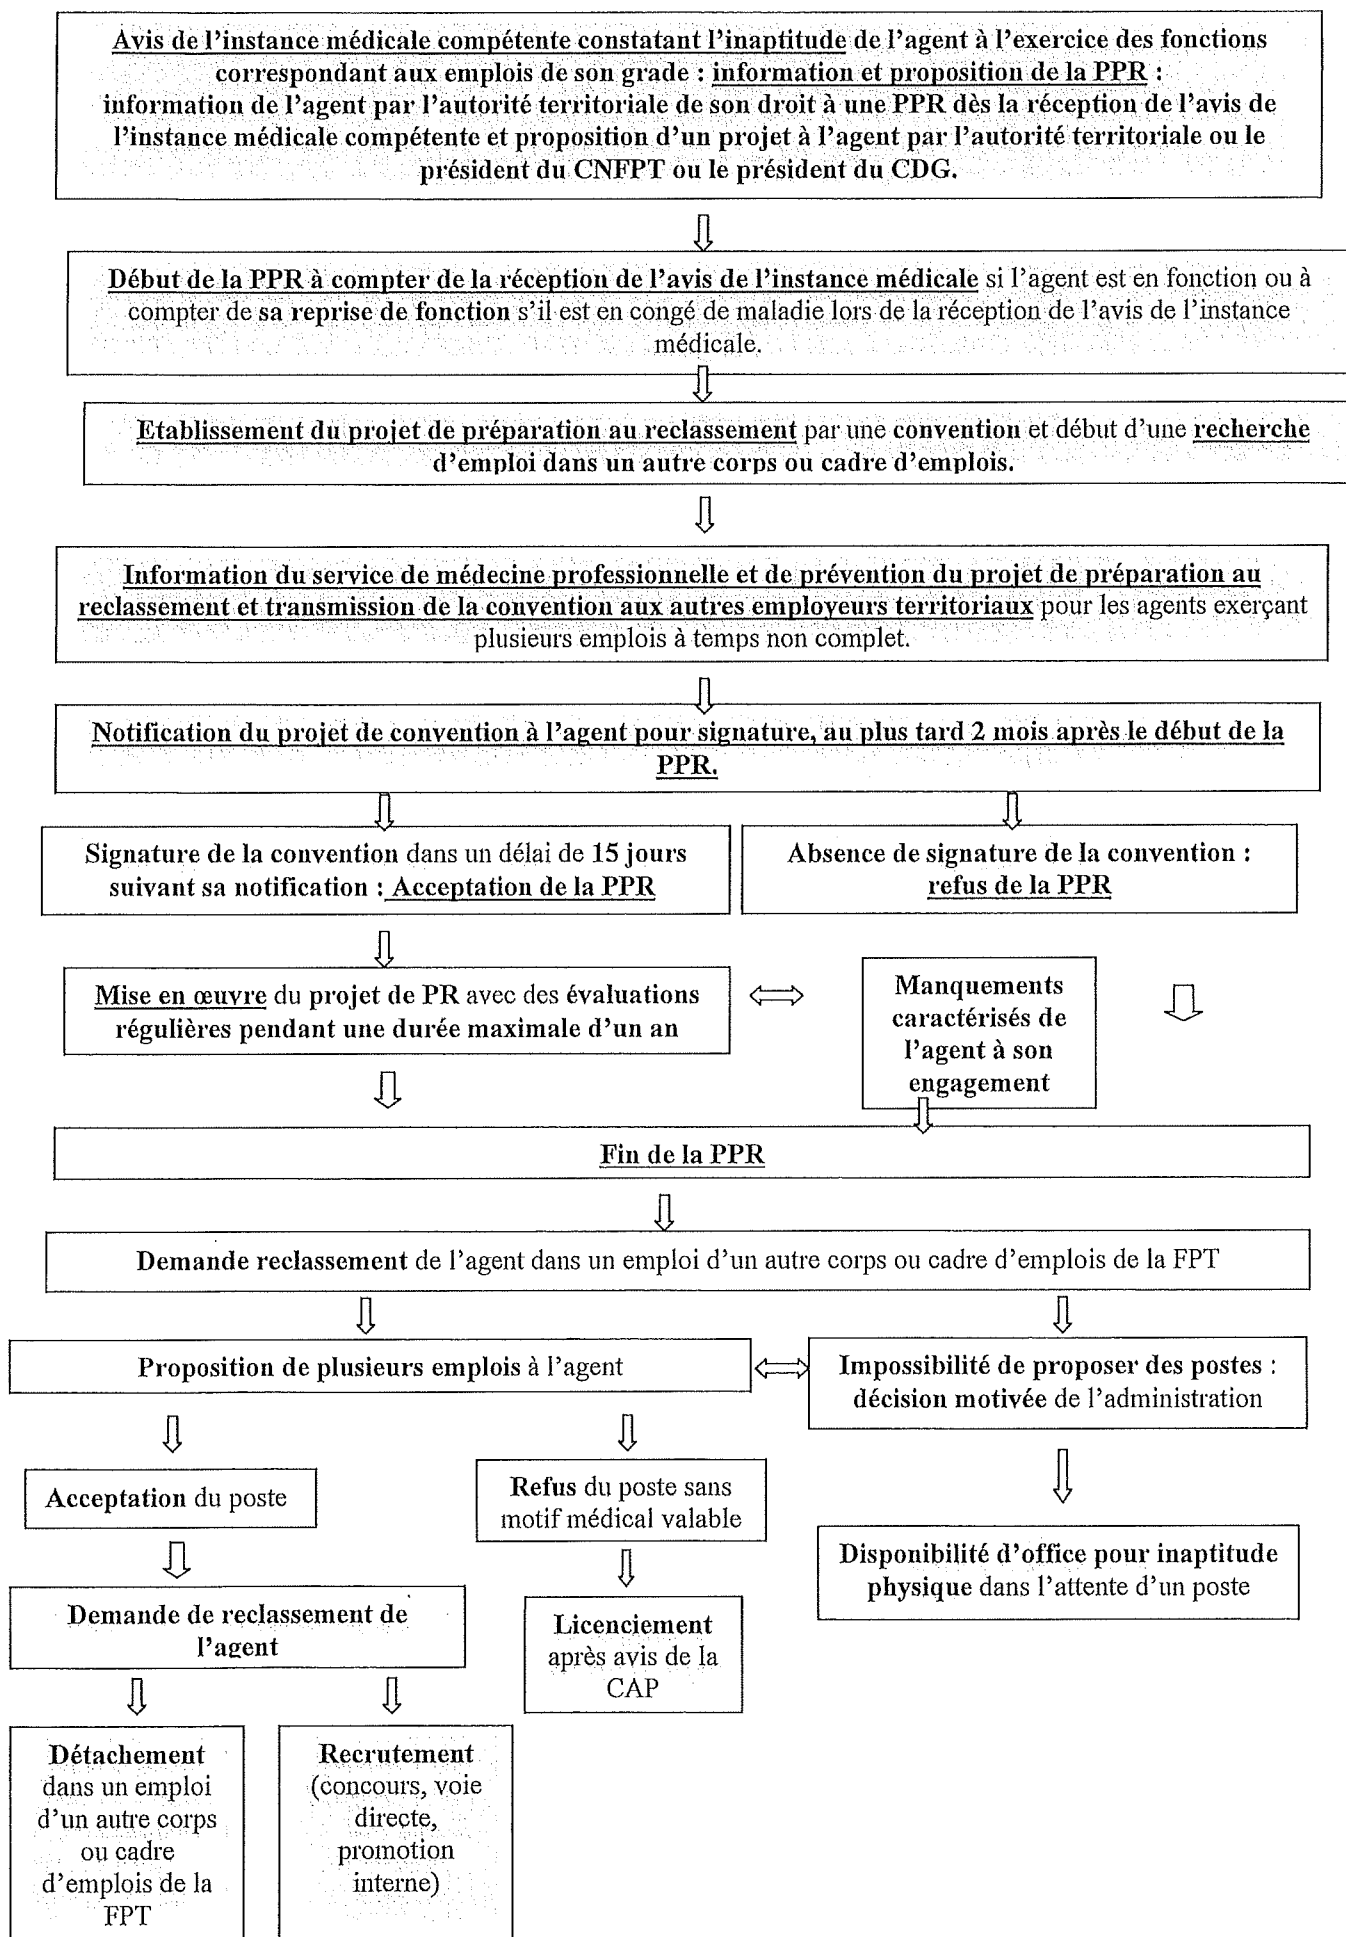 Avis de l'instance médicale compétente constatant l'inaptitude de l'agent à l'exercice des fonctions
correspondant aux emplois de son grade : information et proposition de la PPR :
information de l'agent par l'autorité territoriale de son droit à une PPR dès la réception de l'avis de
l'instance médicale compétente et proposition d'un projet à l'agent par l'autorité territoriale ou le
président du CNFPT ou le président du CDG.
Début de la PPR à compter de la réception de l'avis de l'instance médicale si l'agent est en fonction ou à
compter de sa reprise de fonction s'il est en congé de maladie lors de la réception de l'avis de l'instance
médicale.
Etablissement du projet de préparation au reclassement par une convention et début d'une recherche
d'emploi dans un autre corps ou cadre d'emplois.
Information du service de médecine professionnelle et de prévention du projet de préparation au
reclassement et transmission de la convention aux autres employeurs territoriaux pour les agents exerçant
plusieurs emplois à temps non complet.
Notification du projet de convention à l'agent pour signature, au plus tard 2 mois après le début de la
PPR.
Signature de la convention dans un délai de 15 jours
suivant sa notification : Acceptation de la PPR
Absence de signature de la convention :
refus de la PPR
Mise en œuvre du projet de PR avec des évaluations
régulières pendant une durée maximale d'un an
Manquements
caractérisés de
l'agent à son
engagement
Fin de la PPR
Demande reclassement de l'agent dans un emploi d'un autre corps ou cadre d'emplois de la FPT
Proposition de plusieurs emplois à l'agent
Impossibilité de proposer des postes :
décision motivée de l'administration
Acceptation du poste
Refus du poste sans
motif médical valable
Disponibilité d'office pour inaptitude
physique dans l'attente d'un poste
Demande de reclassement de
l'agent
Licenciement
après avis de la
CAP
Détachement
dans un emploi
d'un autre corps
ou cadre
d'emplois de la
FPT
Recrutement
(concours, voie
directe,
promotion
interne)